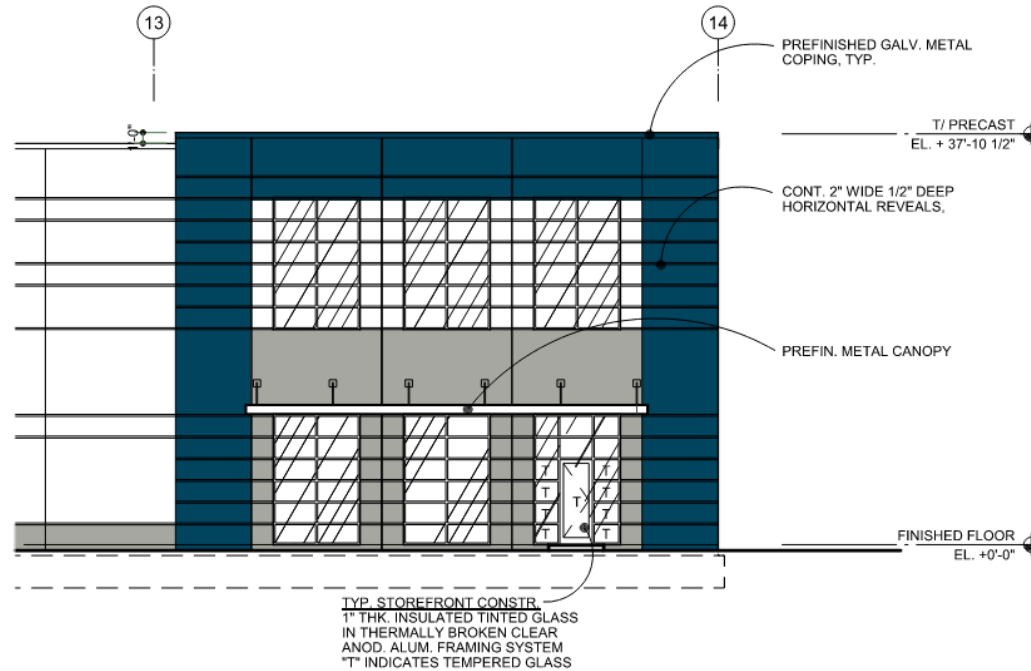 13
14
PREFINISHED GALV. METAL
COPING, TYP.
1'-0"
T/ PRECAST
EL. + 37'-10 1/2"
CONT. 2" WIDE 1/2" DEEP
HORIZONTAL REVEALS,
PREFIN. METAL CANOPY
T T
T T
T
T T
T T
FINISHED FLOOR
EL. +0'-0"
TYP. STOREFRONT CONSTR.
1" THK. INSULATED TINTED GLASS
IN THERMALLY BROKEN CLEAR
ANOD. ALUM. FRAMING SYSTEM
"T" INDICATES TEMPERED GLASS